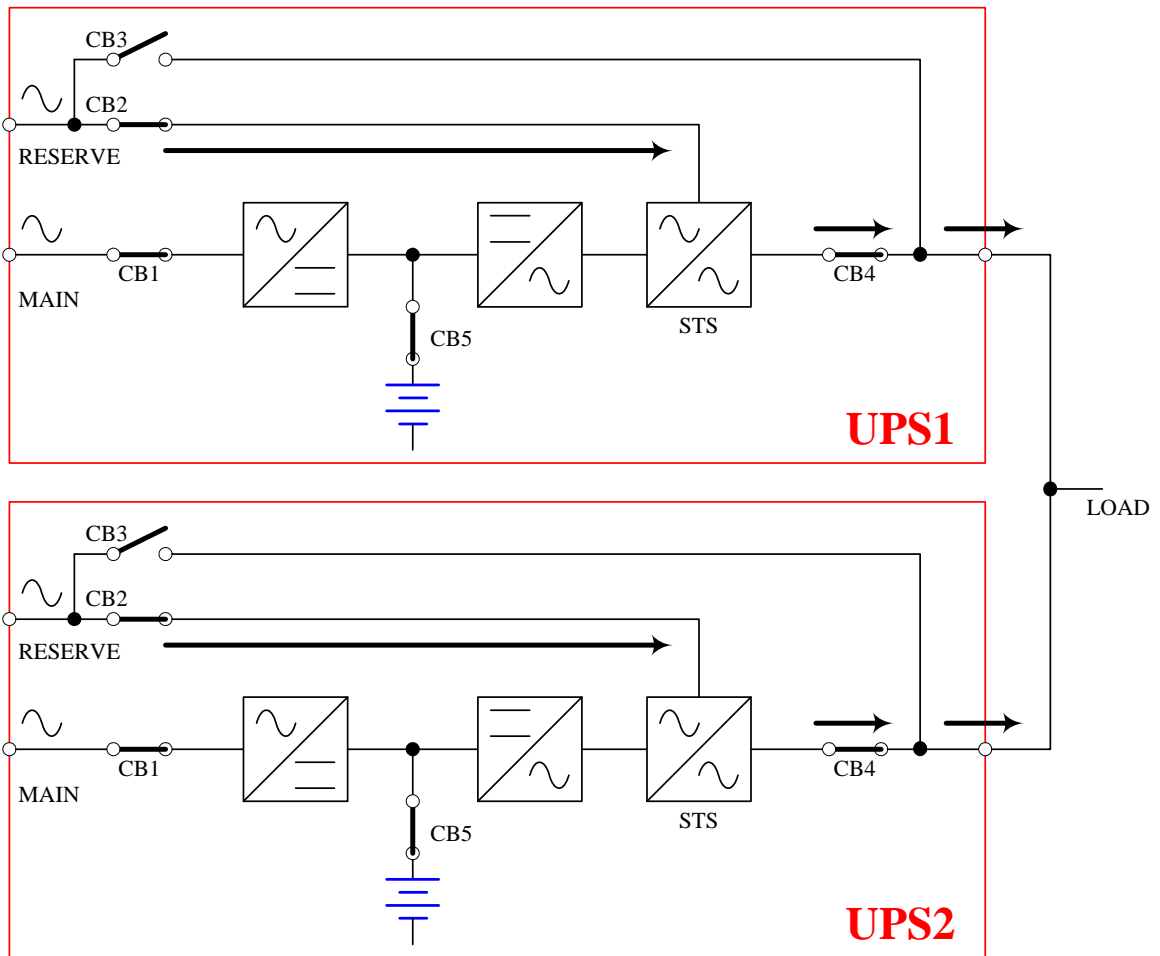 CB3
CB2
RESERVE
CB1
MAIN
CB5
STS
CB4
UPS1
LOAD
CB3
CB2
RESERVE
CB1
MAIN
CB5
STS
CB4
UPS2